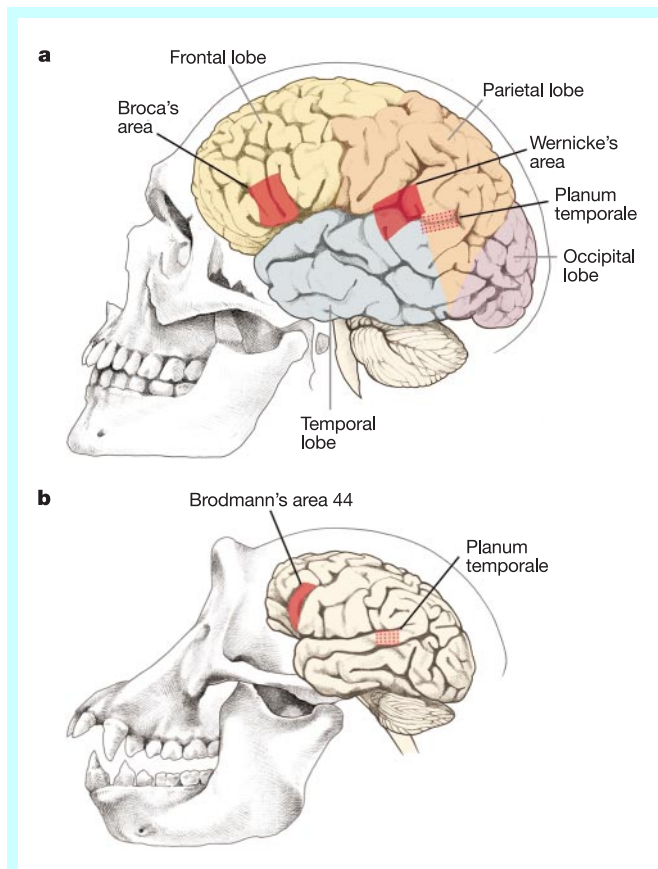 a
Frontal lobe
Broca's
area
Parietal lobe
Wernicke's
area
Planum
temporale
Occipital
lobe
Temporal
lobe
b
Brodmann's area 44
Planum
temporale